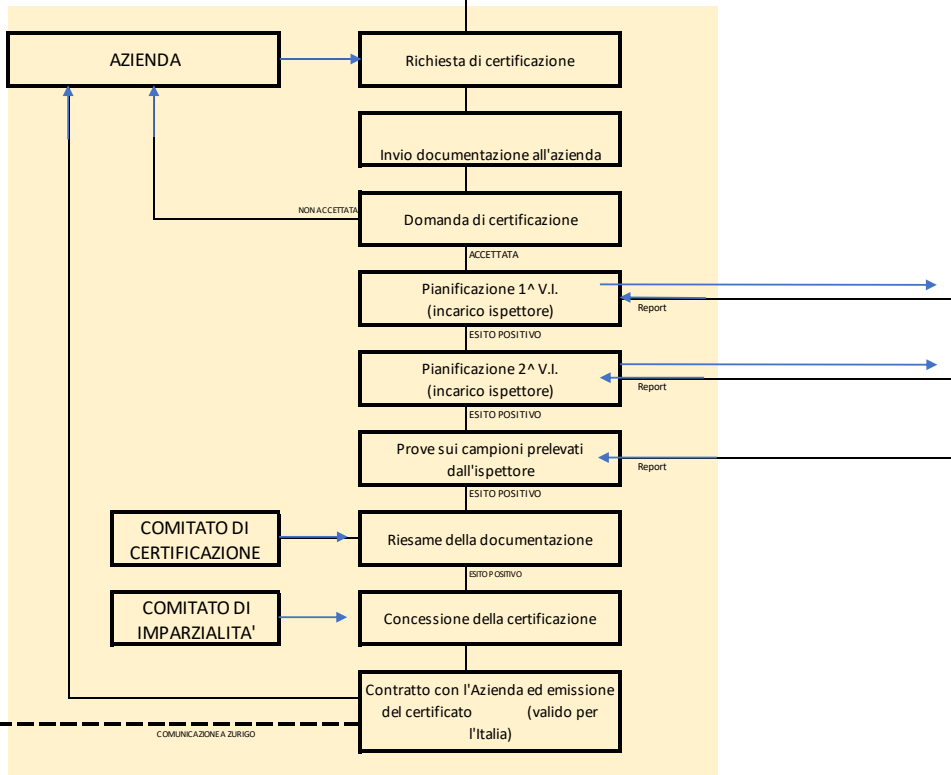 AZIENDA
Richiesta di certificazione
Invio documentazione all'azienda
NON ACCETTATA
Domanda di certificazione
ACCETTATA
Pianificazione 1^ V.I.
(incarico ispettore)
Report
ESITO POSITIVO
Pianificazione 2^ V.I.
(incarico ispettore)
Report
ESITO POSITIVO
Prove sui campioni prelevati
dall'ispettore
Report
ESITO POSITIVO
COMITATO DI
CERTIFICAZIONE
Riesame della documentazione
ESITO POSITIVO
COMITATO DI
IMPARZIALITA'
Concessione della certificazione
Contratto con l'Azienda ed emissione
del certificato (valido per
l'Italia)
COMUNICAZIONE A ZURIGO